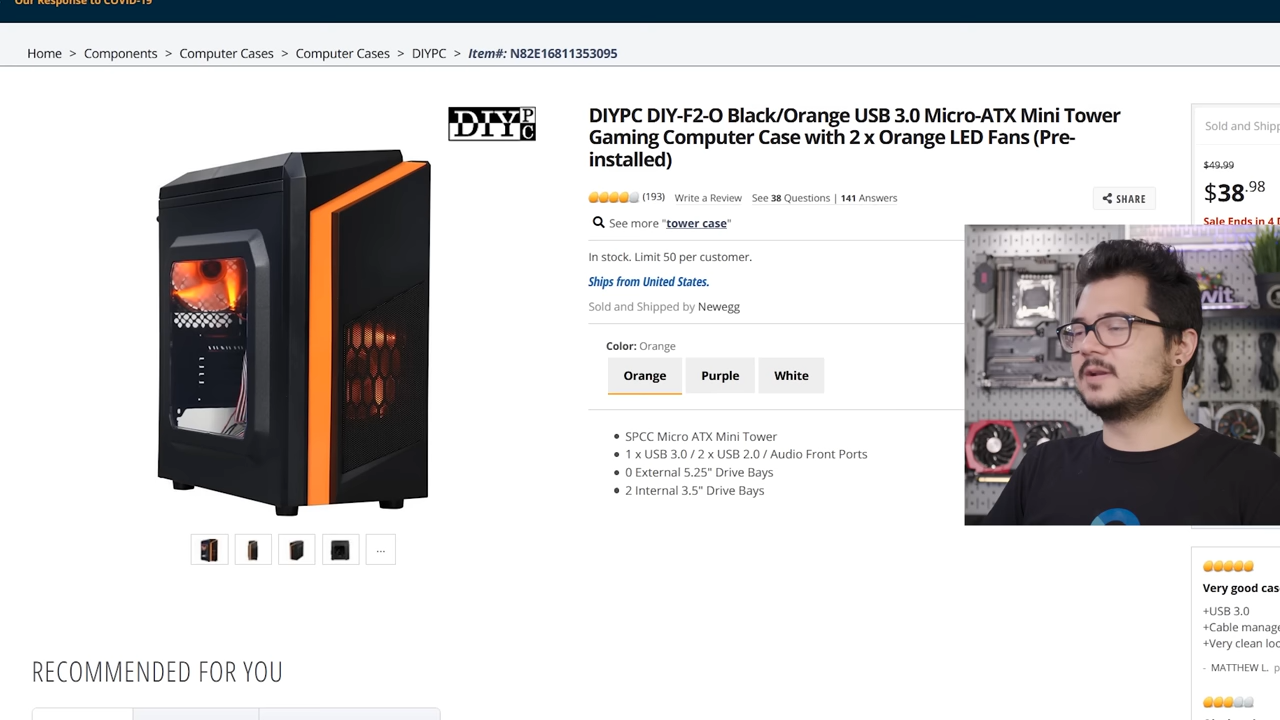 Our Response to COVID-19
Home > Components > Computer Cases > Computer Cases > DIYPC > Item#: N82E16811353095
DIYPC
DIYPC DIY-F2-O Black/Orange USB 3.0 Micro-ATX Mini Tower
Gaming Computer Case with 2 x Orange LED Fans (Pre-
installed)
(193) Write a Review See 38 Questions | 141 Answers
SHARE
See more "tower case"
In stock. Limit 50 per customer.
Ships from United States.
Sold and Shipped by Newegg
Color: Orange
Orange Purple White
SPCC Micro ATX Mini Tower
1 x USB 3.0 / 2 x USB 2.0 / Audio Front Ports
0 External 5.25" Drive Bays
2 Internal 3.5" Drive Bays
...
Sold and Shipp
$49.99
$38.98
Sale Ends in 4 D
wit
Very good cas
+USB 3.0
+Cable manage
+Very clean loo
- MATTHEW L. p
RECOMMENDED FOR YOU